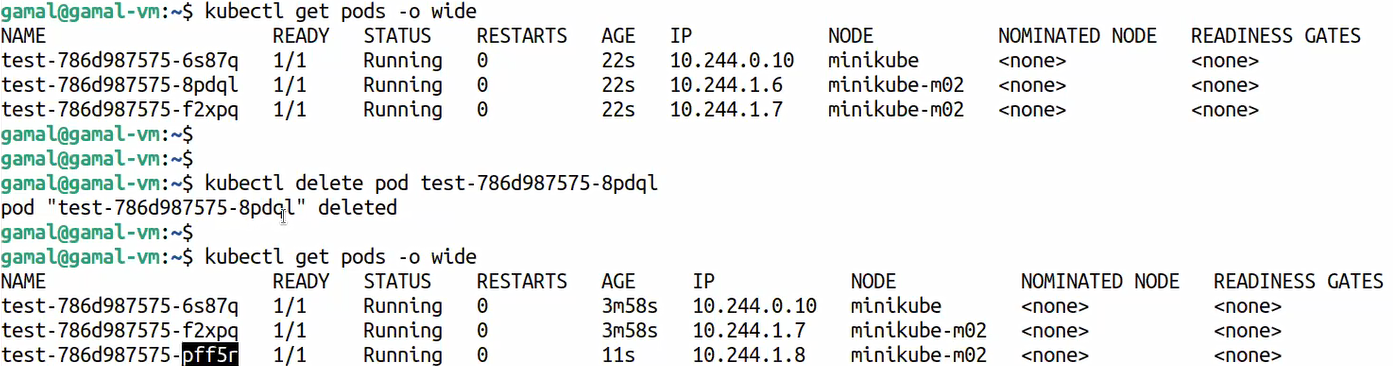 gamal@gamal-vm:~$ kubectl get pods -o wide
NAME                    READY   STATUS    RESTARTS   AGE   IP            NODE           NOMINATED NODE   READINESS GATES
test-786d987575-6s87q   1/1     Running   0          22s   10.244.0.10   minikube       <none>           <none>
test-786d987575-8pdql   1/1     Running   0          22s   10.244.1.6    minikube-m02   <none>           <none>
test-786d987575-f2xpq   1/1     Running   0          22s   10.244.1.7    minikube-m02   <none>           <none>
gamal@gamal-vm:~$
gamal@gamal-vm:~$
gamal@gamal-vm:~$ kubectl delete pod test-786d987575-8pdql
pod "test-786d987575-8pdql" deleted
gamal@gamal-vm:~$
gamal@gamal-vm:~$ kubectl get pods -o wide
NAME                    READY   STATUS    RESTARTS   AGE     IP            NODE           NOMINATED NODE   READINESS GATES
test-786d987575-6s87q   1/1     Running   0          3m58s   10.244.0.10   minikube       <none>           <none>
test-786d987575-f2xpq   1/1     Running   0          3m58s   10.244.1.7    minikube-m02   <none>           <none>
test-786d987575-pff5r   1/1     Running   0          11s     10.244.1.8    minikube-m02   <none>           <none>